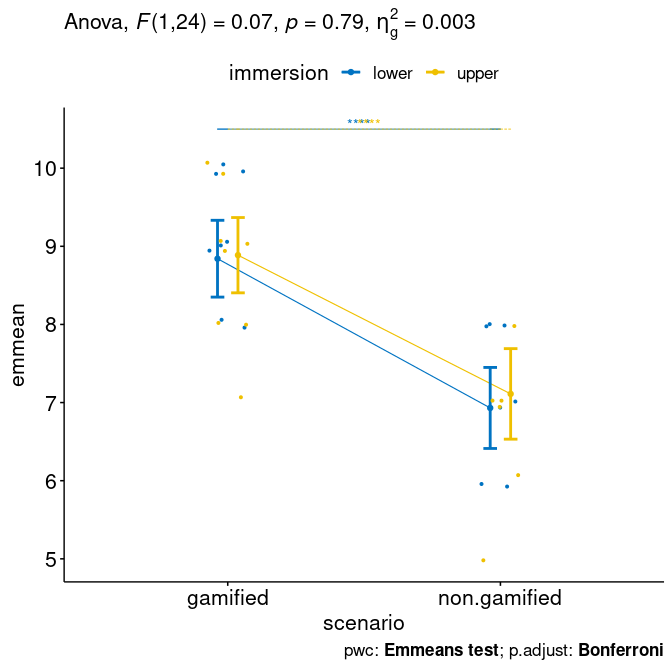 Anova, F(1,24) = 0.07, p = 0.79, η²g = 0.003
immersion lower upper
10
9
8
7
6
5
emmean
gamified non.gamified
scenario
pwc: Emmeans test; p.adjust: Bonferroni